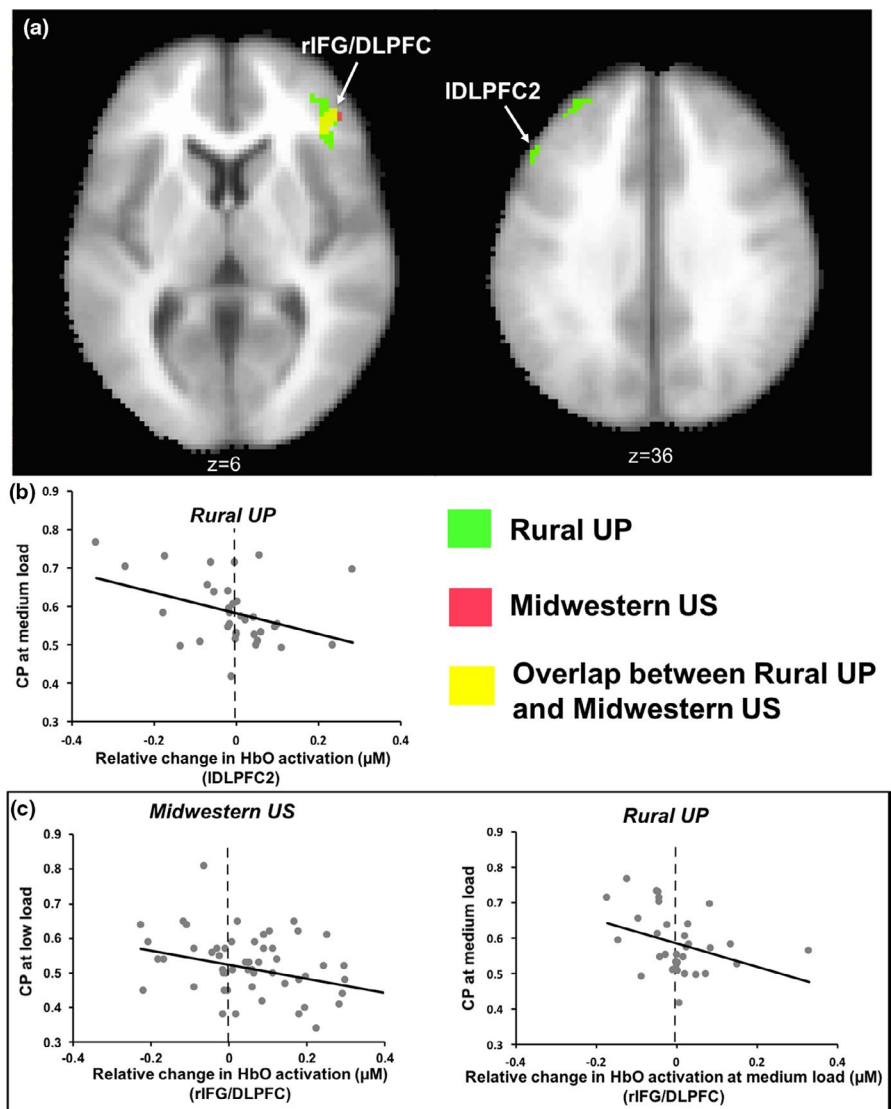 (a)
rIFG/DLPFC
lDLPFC2
z=6
z=36
(b)
Rural UP
CP at medium load
0.9
0.8
0.7
0.6
0.5
0.4
0.3
-0.4
-0.2
0
0.2
0.4
Relative change in HbO activation (µM)
(lDLPFC2)
Rural UP
Midwestern US
Overlap between Rural UP
and Midwestern US
(c)
Midwestern US
CP at low load
0.9
0.8
0.7
0.6
0.5
0.4
0.3
-0.4
-0.2
0
0.2
0.4
Relative change in HbO activation (µM)
(rIFG/DLPFC)
Rural UP
CP at medium load
0.9
0.8
0.7
0.6
0.5
0.4
0.3
-0.4
-0.2
0
0.2
0.4
Relative change in HbO activation at medium load (µM)
(rIFG/DLPFC)